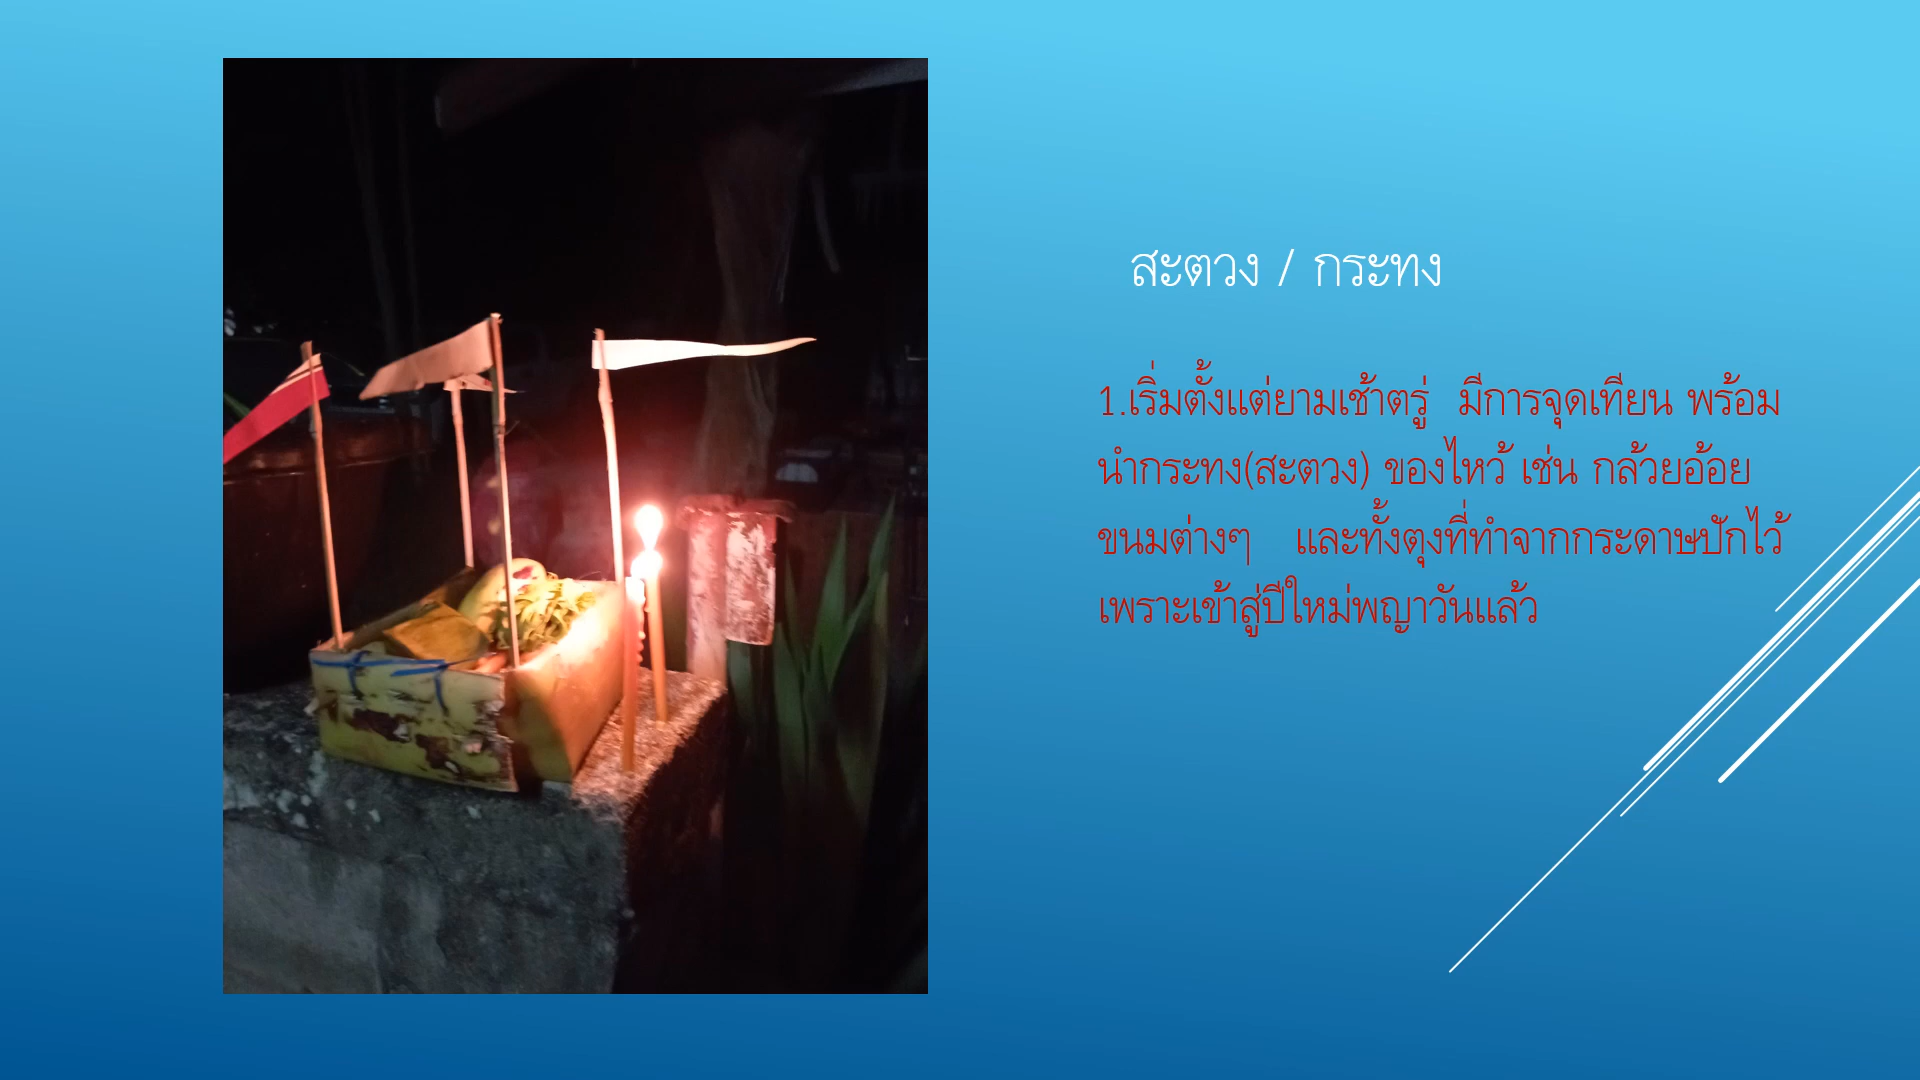 สะตวง / กระทง
1.เริ่มตั้งแต่ยามเช้าตรู่ มีการจุดเทียน พร้อม
นำกระทง(สะตวง) ของไหว้ เช่น กล้วยอ้อย
ขนมต่างๆ และทั้งตุงที่ทำจากกระดาษปักไว้
เพราะเข้าสู่ปีใหม่พญาวันแล้ว